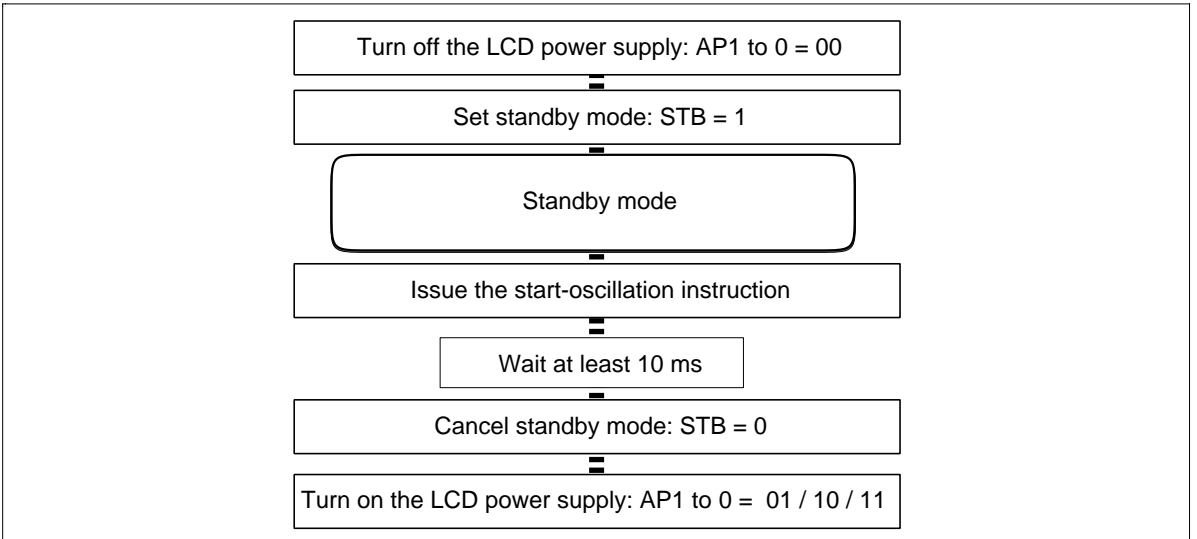 Turn off the LCD power supply: AP1 to 0 = 00
Set standby mode: STB = 1
Standby mode
Issue the start-oscillation instruction
Wait at least 10 ms
Cancel standby mode: STB = 0
Turn on the LCD power supply: AP1 to 0 = 01 / 10 / 11